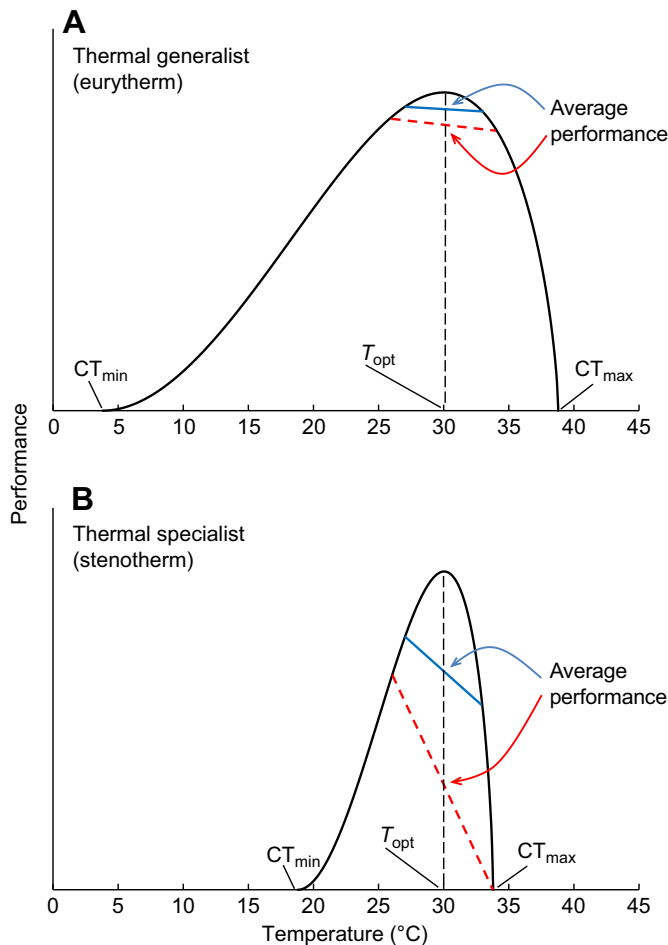 A
Thermal generalist
(eurytherm)
Average
performance
CTmin
Topt
CTmax
0 5 10 15 20 25 30 35 40 45
Performance
B
Thermal specialist
(stenotherm)
Average
performance
CTmin
Topt
CTmax
0 5 10 15 20 25 30 35 40 45
Temperature (°C)